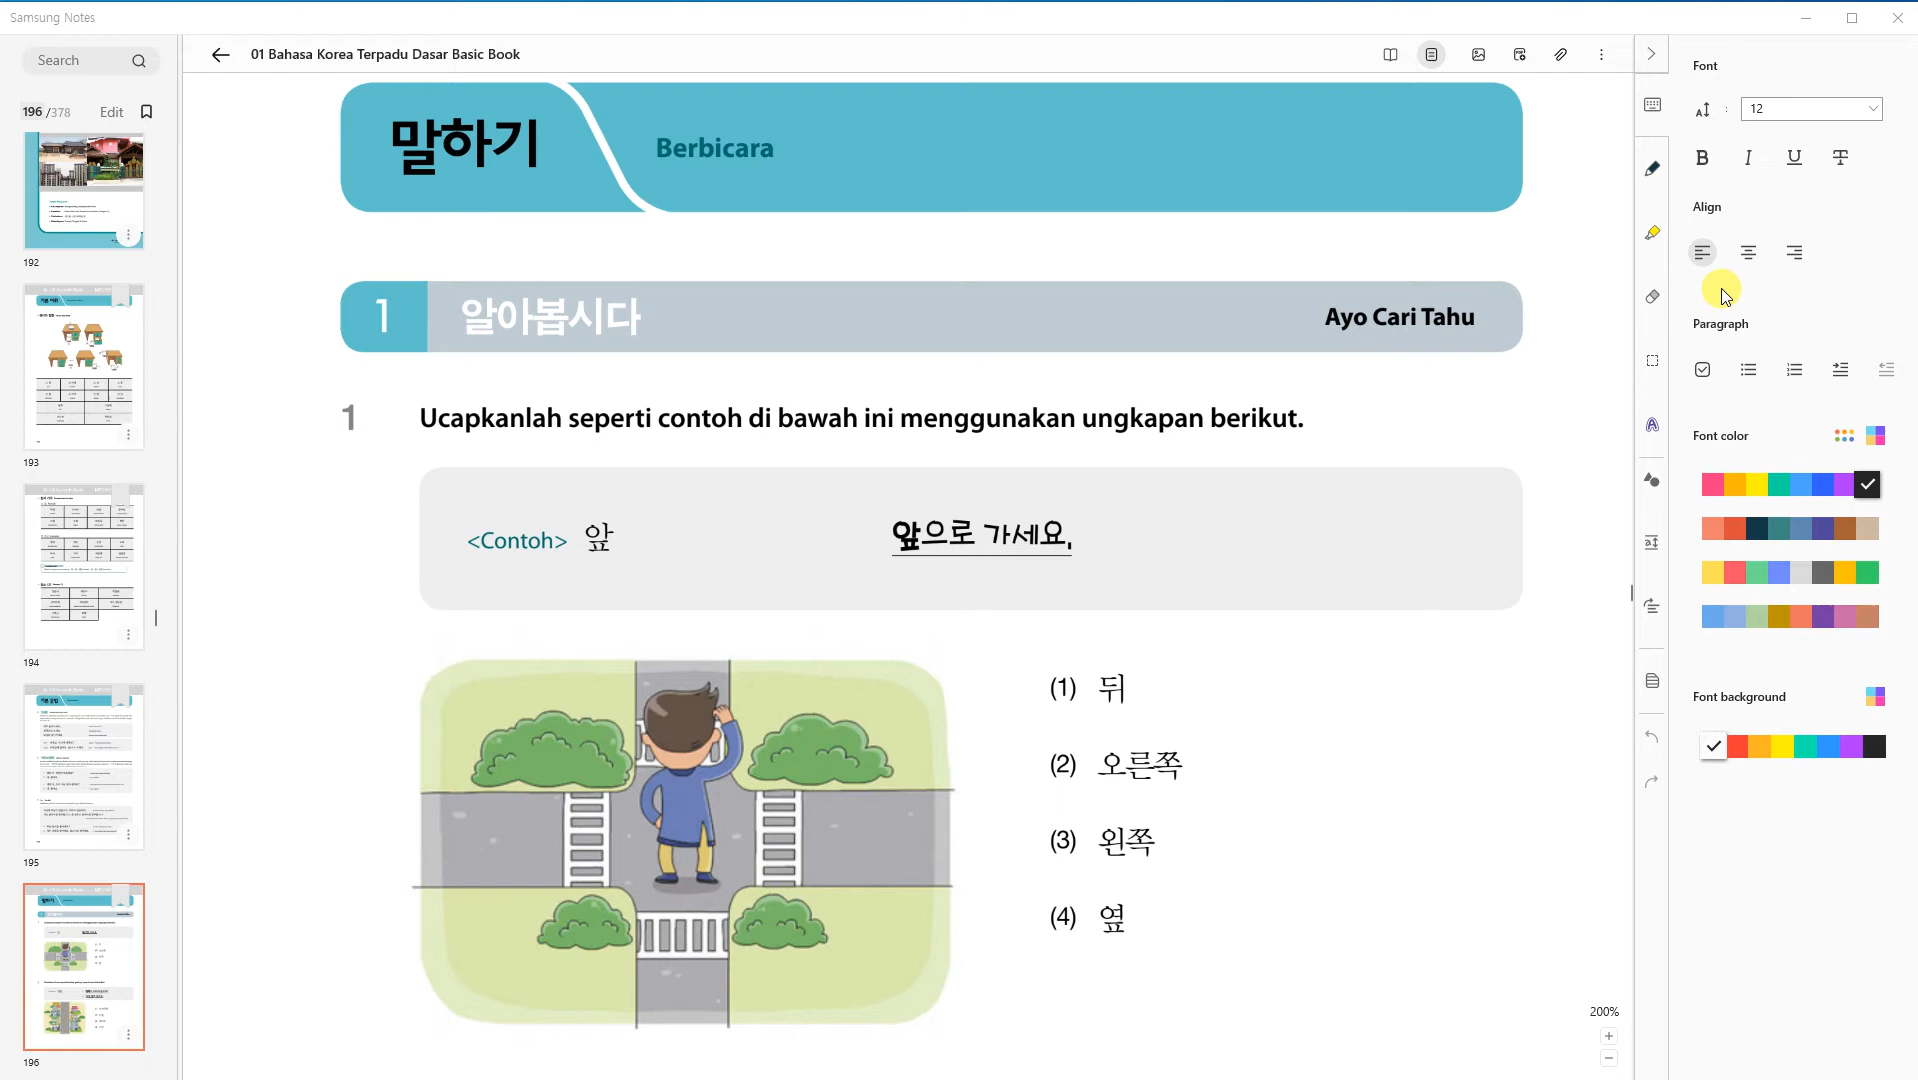 Samsung Notes
Search
196 /378
Edit
192
193
194
195
196
01 Bahasa Korea Terpadu Dasar Basic Book
말하기
Berbicara
1
알아봅시다
Ayo Cari Tahu
1 Ucapkanlah seperti contoh di bawah ini menggunakan ungkapan berikut.
<Contoh> 앞
앞으로 가세요.
(1) 뒤
(2) 오른쪽
(3) 왼쪽
(4) 옆
200%
Font
: 12
B I U T
Align
Paragraph
Font color
Font background